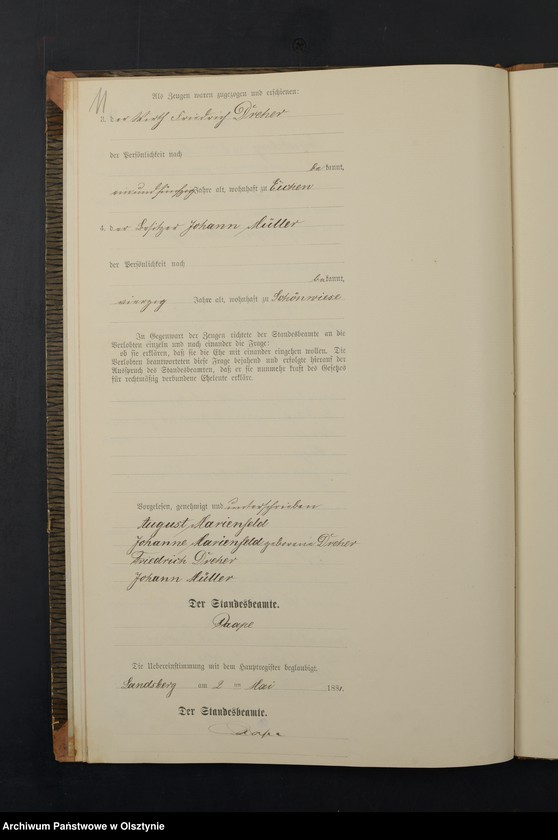 11
Als Zeugen waren zugezogen und erschienen:
3. der Wirth Friedrich Dreher
der Persönlichkeit nach
bekannt,
einundfünfzig Jahre alt, wohnhaft zu Eichen
4. der Besitzer Johann Müller
der Persönlichkeit nach
bekannt,
vierzig Jahre alt, wohnhaft zu Schönwiese
In Gegenwart der Zeugen richtete der Standesbeamte an die
Verlobten einzeln und nach einander die Frage:
ob sie erklären, daß sie die Ehe mit einander eingehen wollen. Die
Verlobten beantworteten diese Frage bejahend und erfolgte hierauf der
Ausspruch des Standesbeamten, daß er sie nunmehr kraft des Gesetzes
für rechtmäßig verbundene Eheleute erkläre.
Vorgelesen, genehmigt und unterschrieben
August Marienfeld
Johanne Marienfeld geborene Dreher
Friedrich Dreher
Johann Müller
Der Standesbeamte.
Raape
Die Uebereinstimmung mit dem Hauptregister beglaubigt.
Landsberg am 2 = Mai 1881.
Der Standesbeamte.
Raape
Archiwum Państwowe w Olsztynie